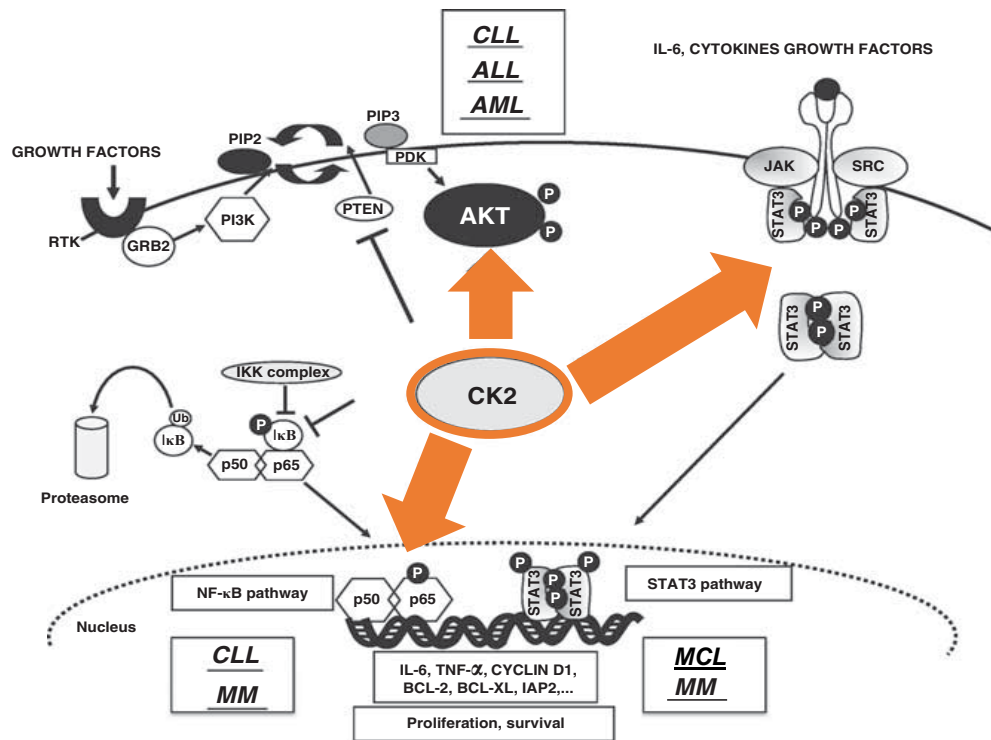 CLL
ALL
AML
IL-6, CYTOKINES GROWTH FACTORS
PIP3
PIP2
PDK
GROWTH FACTORS
JAK
SRC
PTEN
AKT
P
P
PI3K
STAT3
P
P
STAT3
P
P
RTK
GRB2
STAT3
P
P
STAT3
IKK complex
CK2
Ub
P
IκB
IκB
p50
p65
Proteasome
P
P
P
NF-κB pathway
p50
p65
STAT3
P
P
STAT3
STAT3 pathway
Nucleus
CLL
MM
IL-6, TNF-α, CYCLIN D1,
BCL-2, BCL-XL, IAP2,...
MCL
MM
Proliferation, survival